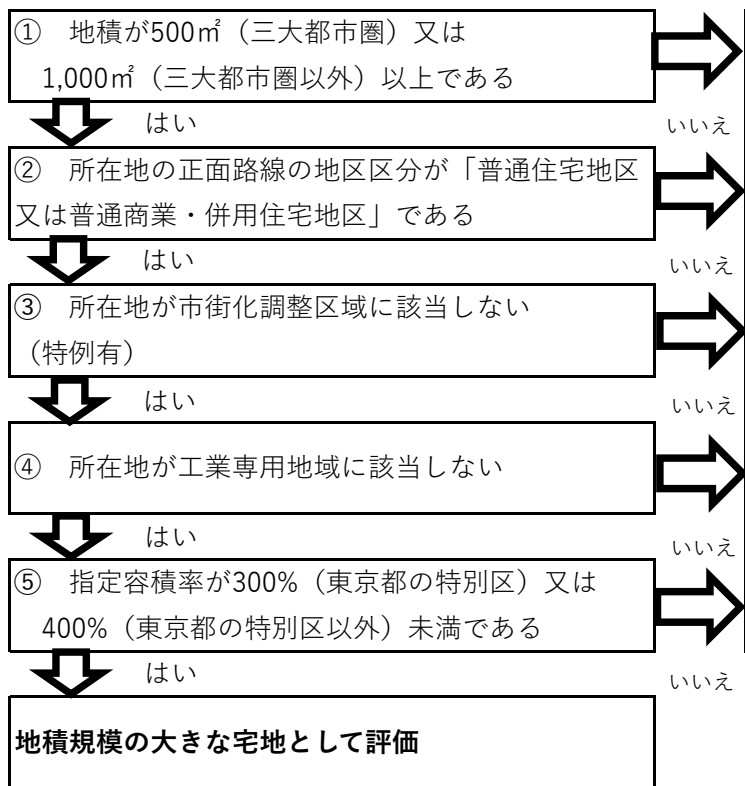 ① 地積が500㎡（三大都市圏）又は
1,000㎡（三大都市圏以外）以上である
はい
いいえ
② 所在地の正面路線の地区区分が「普通住宅地区
又は普通商業・併用住宅地区」である
はい
いいえ
③ 所在地が市街化調整区域に該当しない
（特例有）
はい
いいえ
④ 所在地が工業専用地域に該当しない
はい
いいえ
⑤ 指定容積率が300%（東京都の特別区）又は
400%（東京都の特別区以外）未満である
はい
いいえ
地積規模の大きな宅地として評価